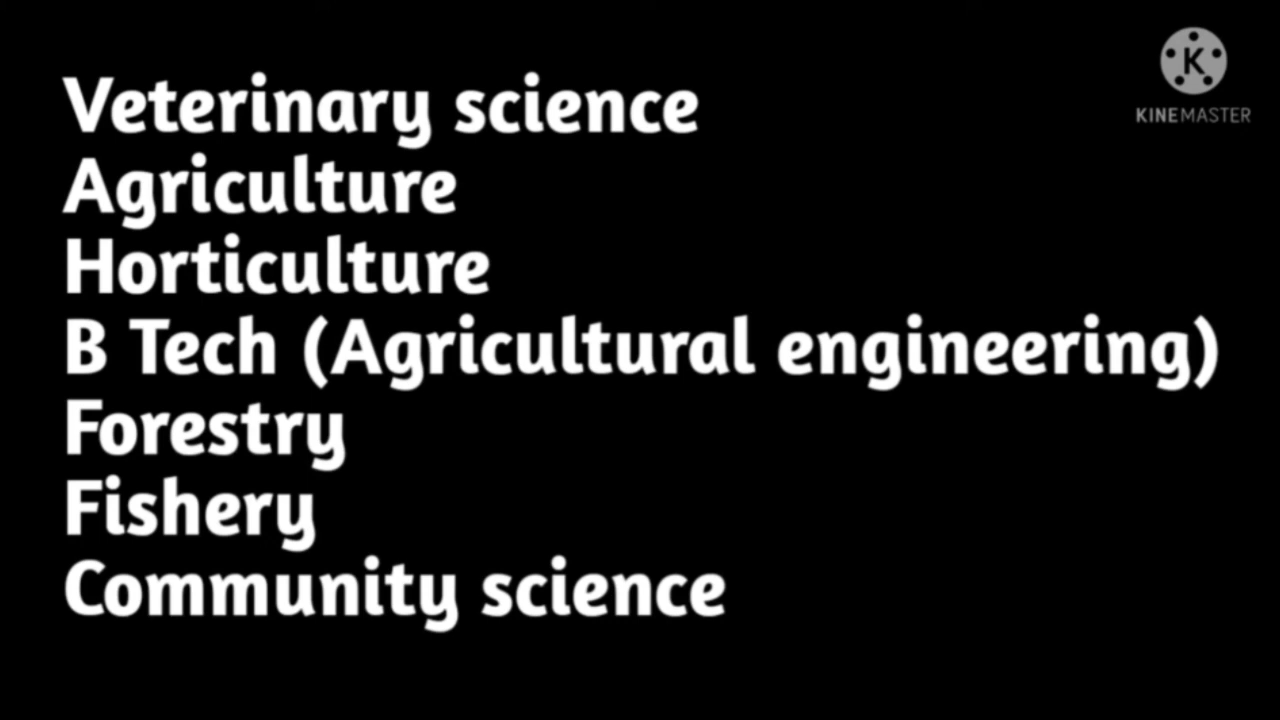 Veterinary science
Agriculture
Horticulture
B Tech (Agricultural engineering)
Forestry
Fishery
Community science
K
KINEMASTER